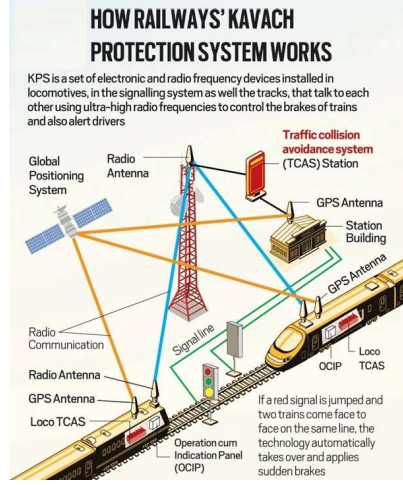 HOW RAILWAYS' KAVACH
PROTECTION SYSTEM WORKS
KPS is a set of electronic and radio frequency devices installed in
locomotives, in the signalling system as well the tracks, that talk to each
other using ultra-high radio frequencies to control the brakes of trains
and also alert drivers
Traffic collision
avoidance system
(TCAS) Station
Global
Positioning
System
Radio
Antenna
GPS Antenna
Station
Building
GPS Antenna
Radio
Communication
Signal line
Radio Antenna
GPS Antenna
Loco TCAS
OCIP
Loco
TCAS
Operation cum
Indication Panel
(OCIP)
If a red signal is jumped and
two trains come face to
face on the same line, the
technology automatically
takes over and applies
sudden brakes